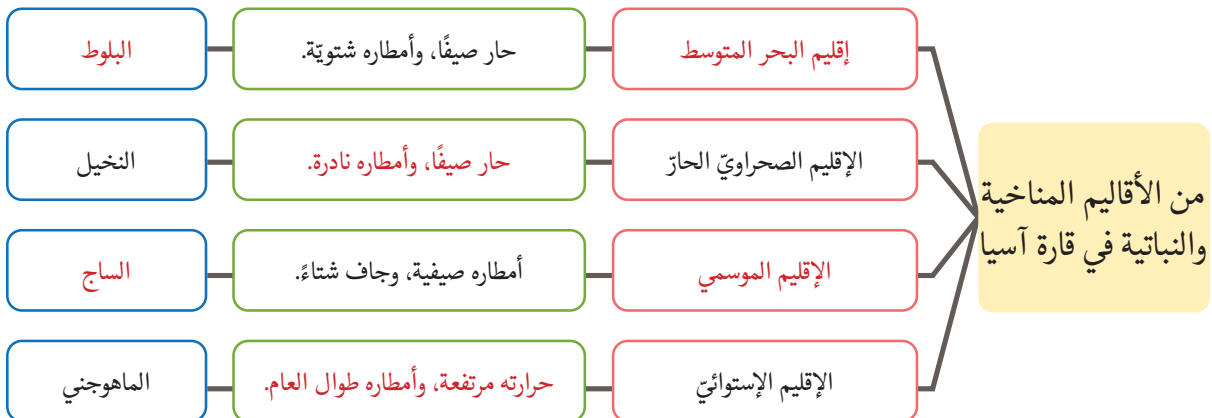 من الأقاليم المناخية
والنباتية في قارة آسيا
إقليم البحر المتوسط
حار صيفًا، وأمطاره شتويّة.
البلوط
الإقليم الصحراويّ الحارّ
حار صيفًا، وأمطاره نادرة.
النخيل
الإقليم الموسمي
أمطاره صيفية، وجاف شتاءً.
الساج
الإقليم الإستوائيّ
حرارته مرتفعة، وأمطاره طوال العام.
الماهوجني